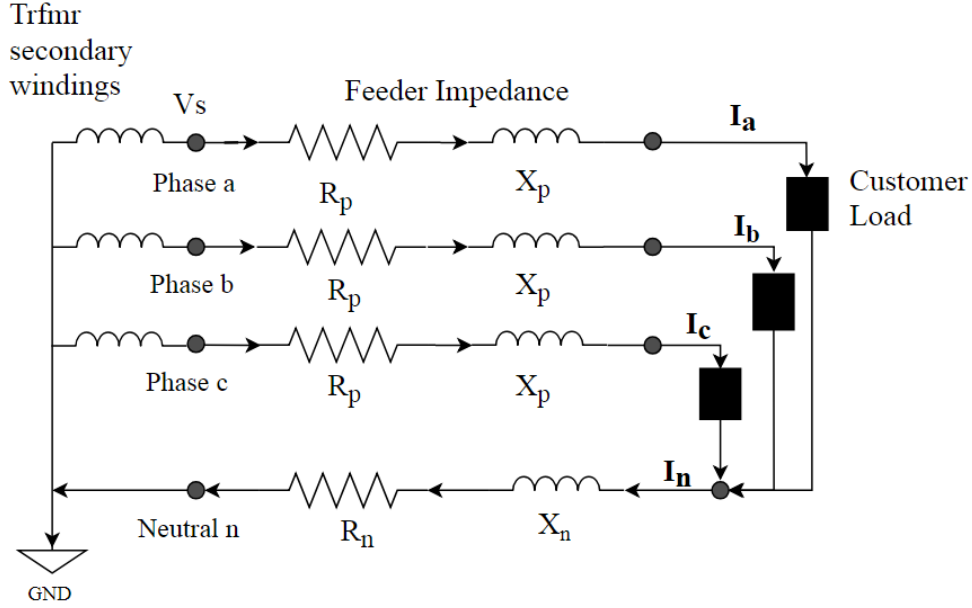 Trfmr
secondary
windings
Vs
Feeder Impedance
Ia
Phase a
Rp
Xp
Customer
Load
Ib
Phase b
Rp
Xp
Ic
Phase c
Rp
Xp
In
Neutral n
Rn
Xn
GND